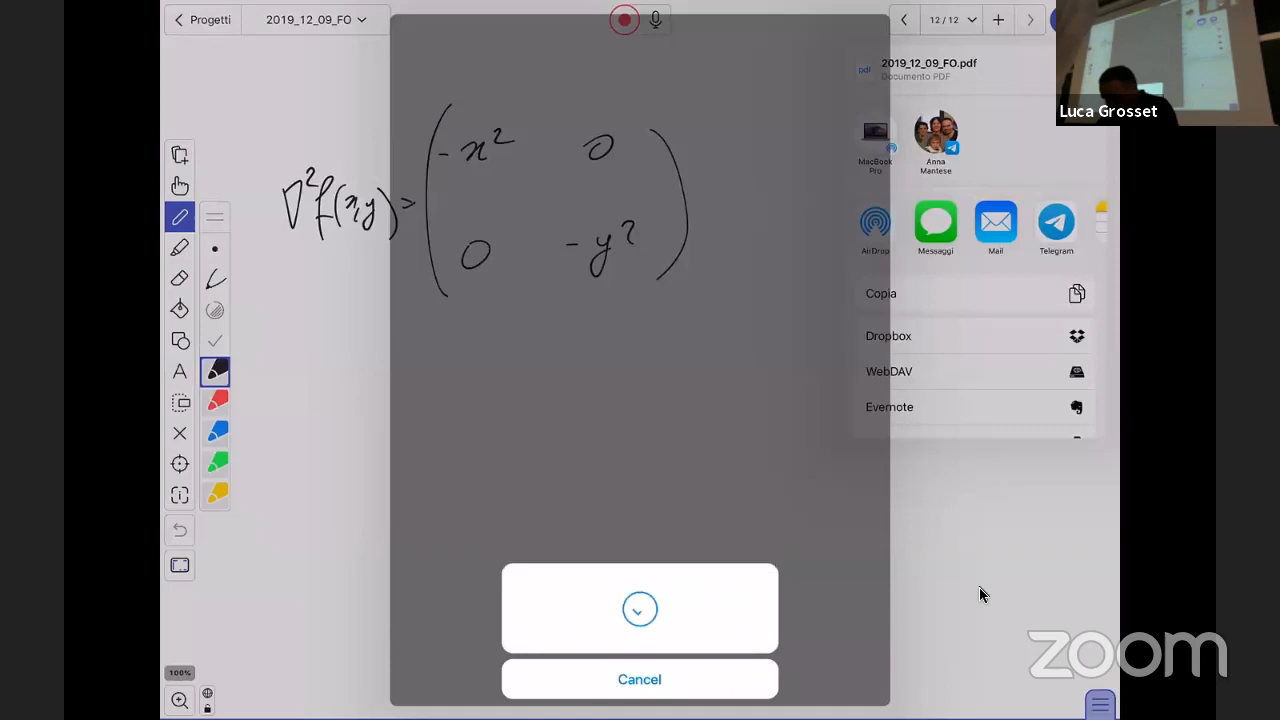 Progetti
2019_12_09_FO
12 / 12
2019_12_09_FO.pdf
pdf
Documento PDF
Luca Grosset
∇²f(x,y) = ( -x² 0
0 -y² )
MacBook Pro
Anna Mantese
AirDrop
Messaggi
Mail
Telegram
Copia
Dropbox
WebDAV
Evernote
A
Cancel
100%
zoom